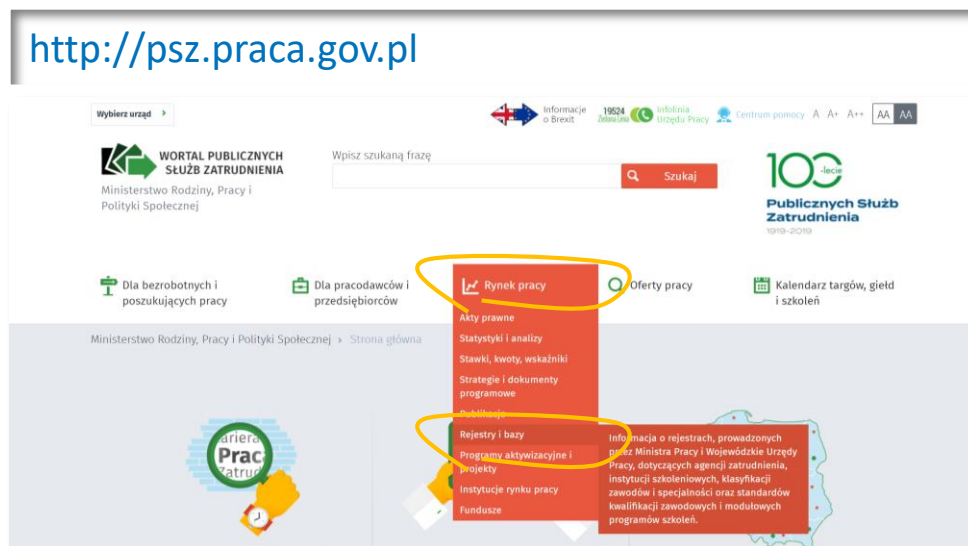 http://psz.praca.gov.pl
Wybierz urząd
Informacje
o Brexit
19524
Zielona Linia
Infolinia
Urzędu Pracy
Centrum pomocy
A A+ A++ AA AA
WORTAL PUBLICZNYCH
SŁUŻB ZATRUDNIENIA
Ministerstwo Rodziny, Pracy i
Polityki Społecznej
Wpisz szukaną frazę
Szukaj
100-lecie
Publicznych Służb
Zatrudnienia
1919-2019
Dla bezrobotnych i
poszukujących pracy
Dla pracodawców i
przedsiębiorców
Rynek pracy
Oferty pracy
Kalendarz targów, giełd
i szkoleń
Ministerstwo Rodziny, Pracy i Polityki Społecznej » Strona główna
Akty prawne
Statystyki i analizy
Stawki, kwoty, wskaźniki
Strategie i dokumenty
programowe
Publikacje
Rejestry i bazy
Programy aktywizacyjne i
projekty
Instytucje rynku pracy
Fundusze
Informacja o rejestrach, prowadzonych
przez Ministra Pracy i Wojewódzkie Urzędy
Pracy, dotyczących agencji zatrudnienia,
instytucji szkoleniowych, klasyfikacji
zawodów i specjalności oraz standardów
kwalifikacji zawodowych i modułowych
programów szkoleń.
ariera
Prac
Zatrud